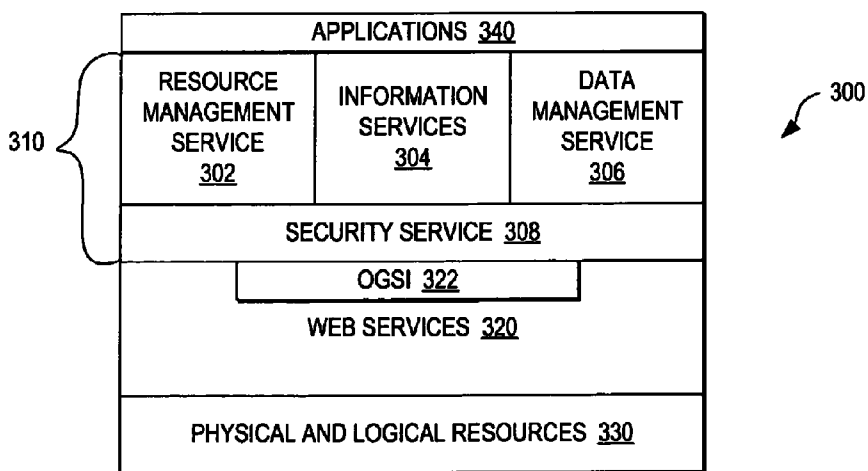 APPLICATIONS 340
RESOURCE
MANAGEMENT
SERVICE
302
INFORMATION
SERVICES
304
DATA
MANAGEMENT
SERVICE
306
300
310
SECURITY SERVICE 308
OGSI 322
WEB SERVICES 320
PHYSICAL AND LOGICAL RESOURCES 330